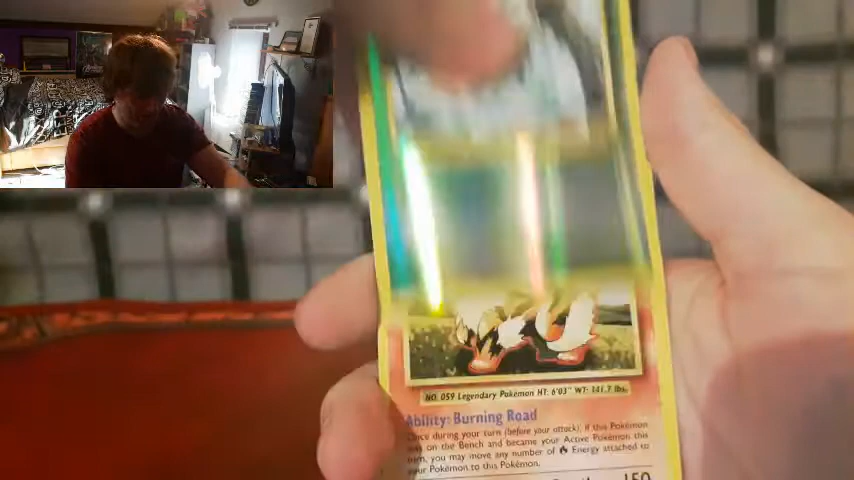 NO. 059 Legendary Pokémon HT: 6'03" WT: 341.7 lbs.
Ability: Burning Road
Once during your turn (before your attack), if this Pokémon
was on the Bench and became your Active Pokémon this
turn, you may move any number of Energy attached to
your Pokémon to this Pokémon.
150